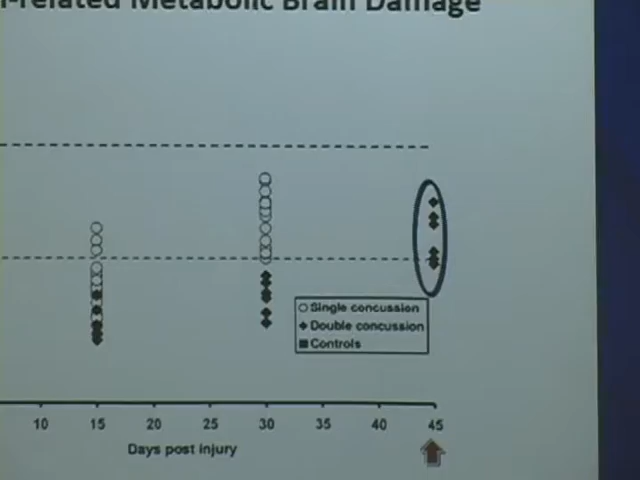 -related Metabolic Brain Damage
Single concussion
Double concussion
Controls
10 15 20 25 30 35 40 45
Days post injury